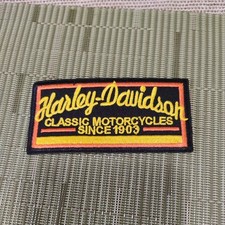 Harley-Davidson
CLASSIC MOTORCYCLES
SINCE 1903